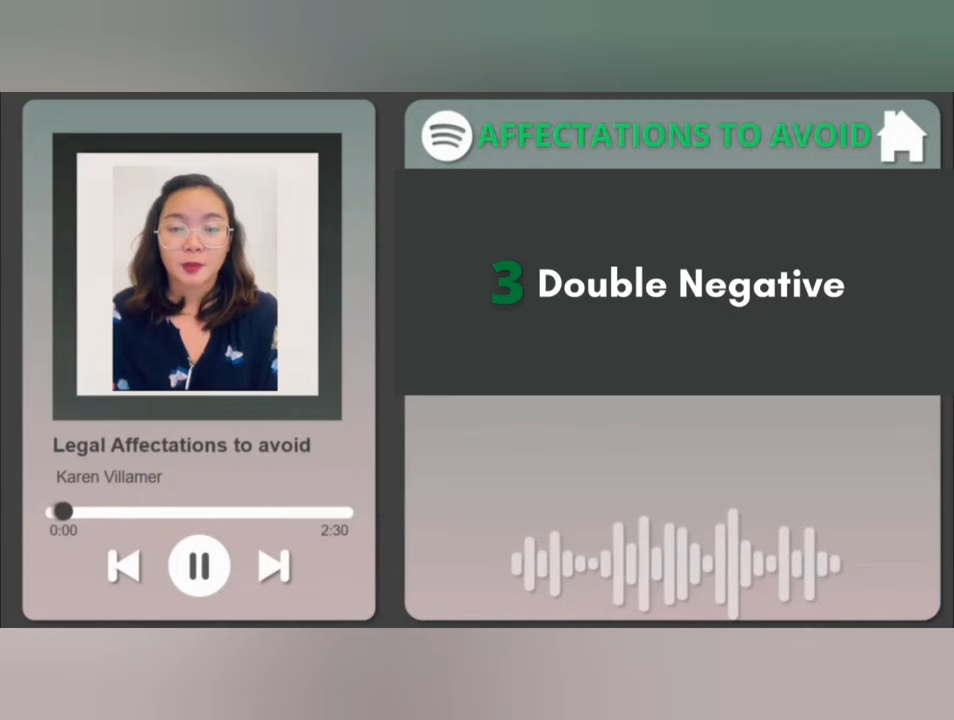 AFFECTATIONS TO AVOID
3 Double Negative
Legal Affectations to avoid
Karen Villamer
0:00
2:30